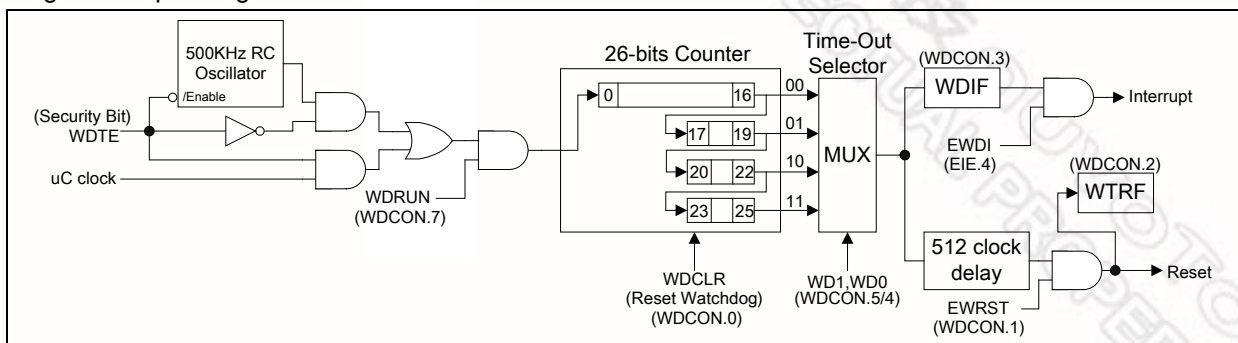 500KHz RC
Oscillator
/Enable
(Security Bit)
WDTE
uC clock
WDRUN
(WDCON.7)
26-bits Counter
0 16
17 19
20 22
23 25
WDCLR
(Reset Watchdog)
(WDCON.0)
Time-Out
Selector
00
01
10
11
MUX
WD1,WD0
(WDCON.5/4)
(WDCON.3)
WDIF
EWDI
(EIE.4)
Interrupt
(WDCON.2)
WTRF
512 clock
delay
EWRST
(WDCON.1)
Reset